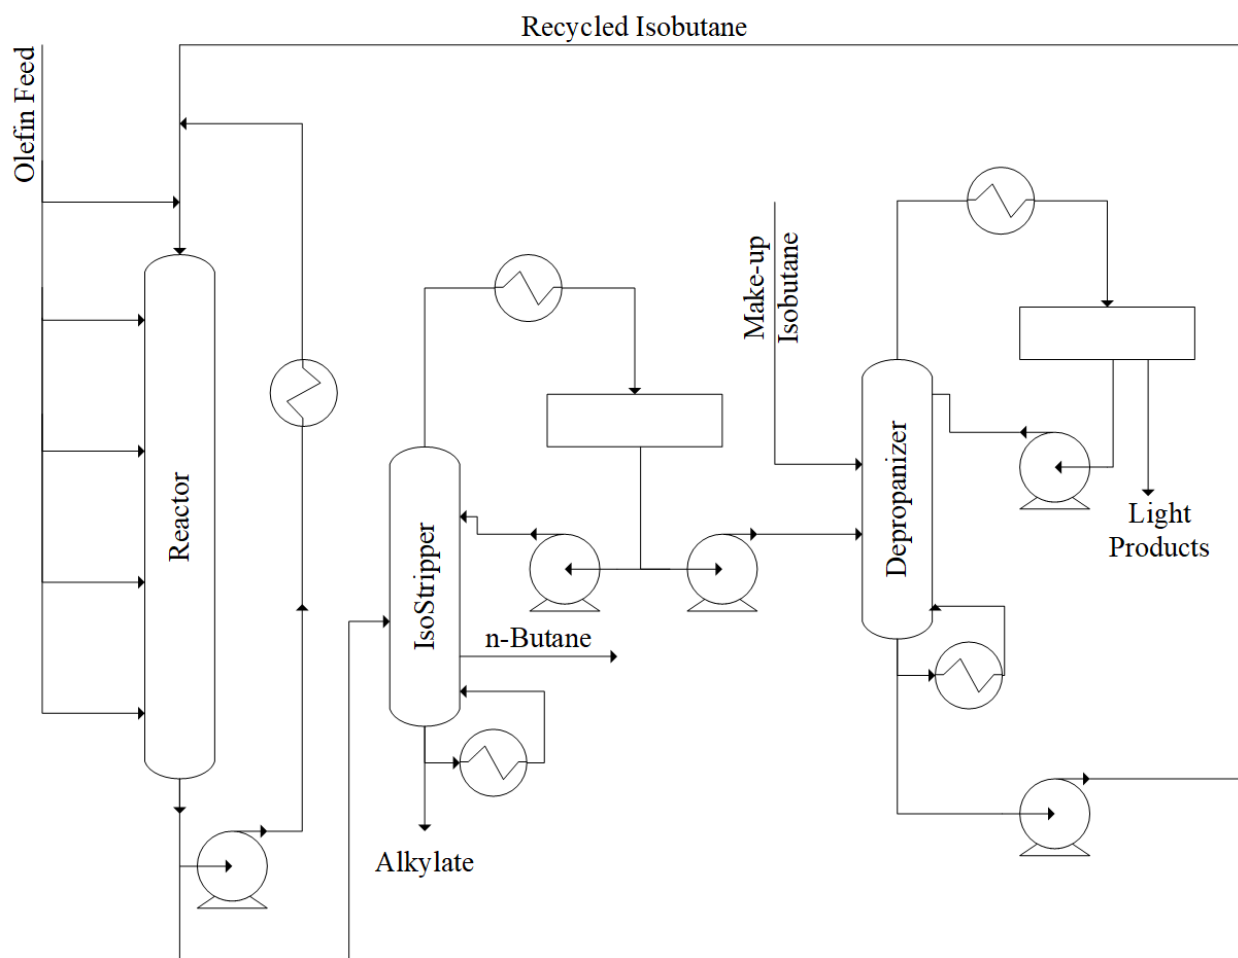 Recycled Isobutane
Olefin Feed
Reactor
IsoStripper
n-Butane
Alkylate
Make-up
Isobutane
Depropanizer
Light
Products